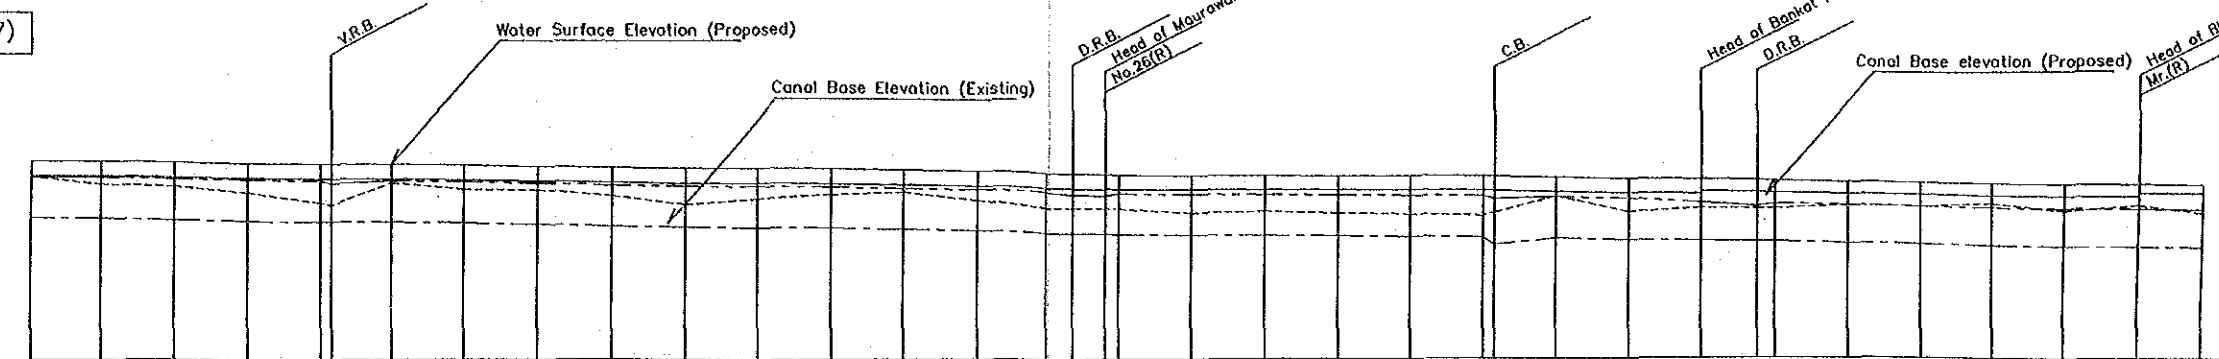 7)
V.R.B.
Water Surface Elevation (Proposed)
Canal Base Elevation (Existing)
D.R.B.
Head of
No.26(R)
C.B.
Head of Bankat
D.R.B.
Canal Base elevation (Proposed)
Head of
Mr.(R)